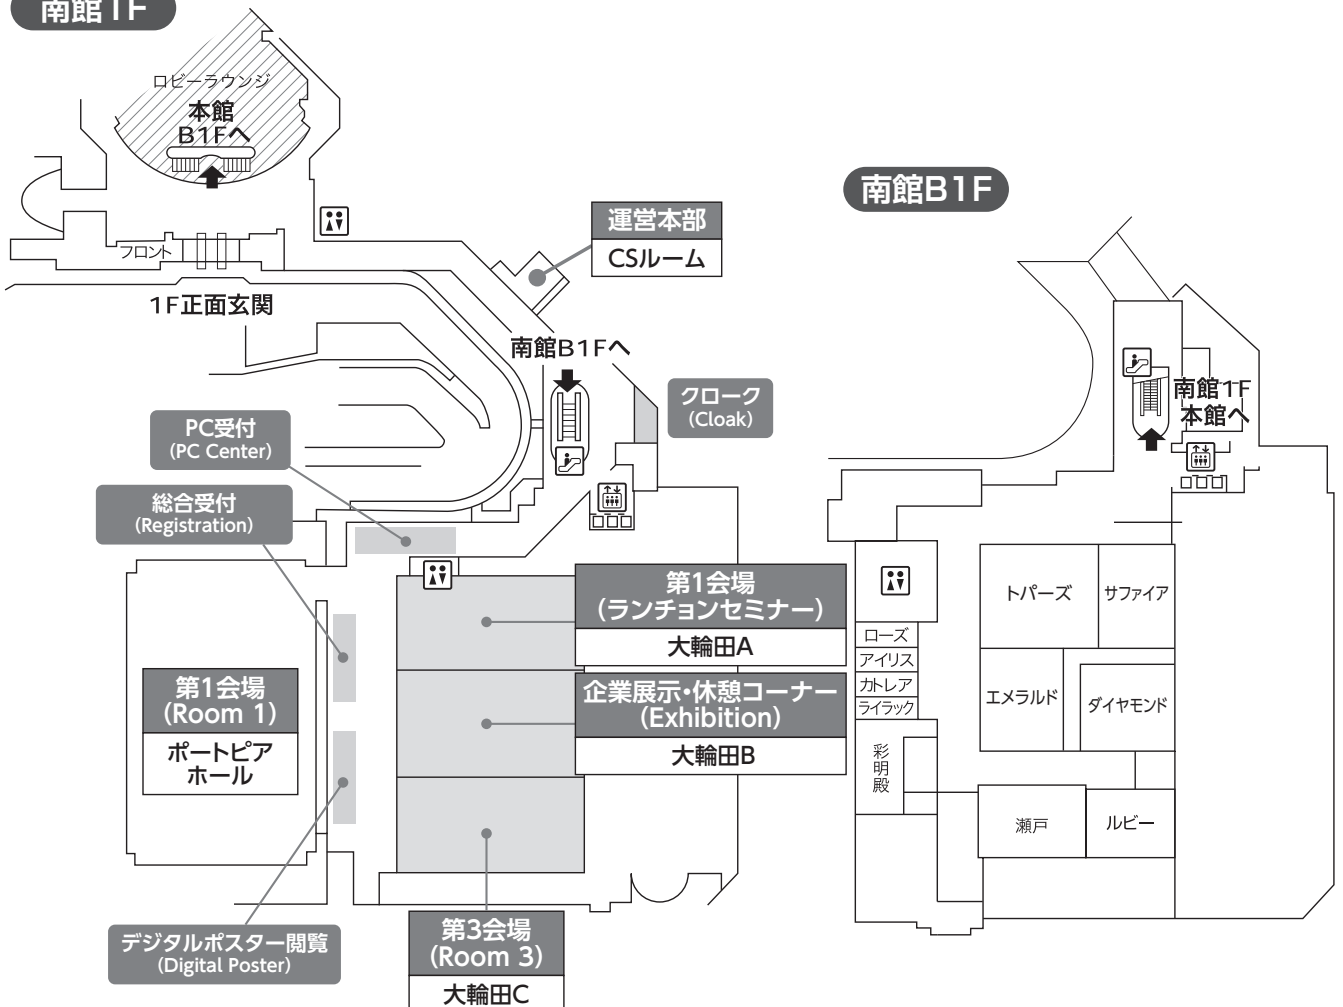 南館1F
ロビーラウンジ
本館
B1Fへ
フロント
1F正面玄関
運営本部
CSルーム
南館B1Fへ
クローク
(Cloak)
PC受付
(PC Center)
総合受付
(Registration)
第1会場
(ランチョンセミナー)
大輪田A
企業展示・休憩コーナー
(Exhibition)
大輪田B
第1会場
(Room 1)
ポートピア
ホール
デジタルポスター閲覧
(Digital Poster)
第3会場
(Room 3)
大輪田C
南館B1F
南館1F
本館へ
トパーズ
サファイア
ローズ
アイリス
カトレア
ライラック
エメラルド
ダイヤモンド
彩明殿
瀬戸
ルビー